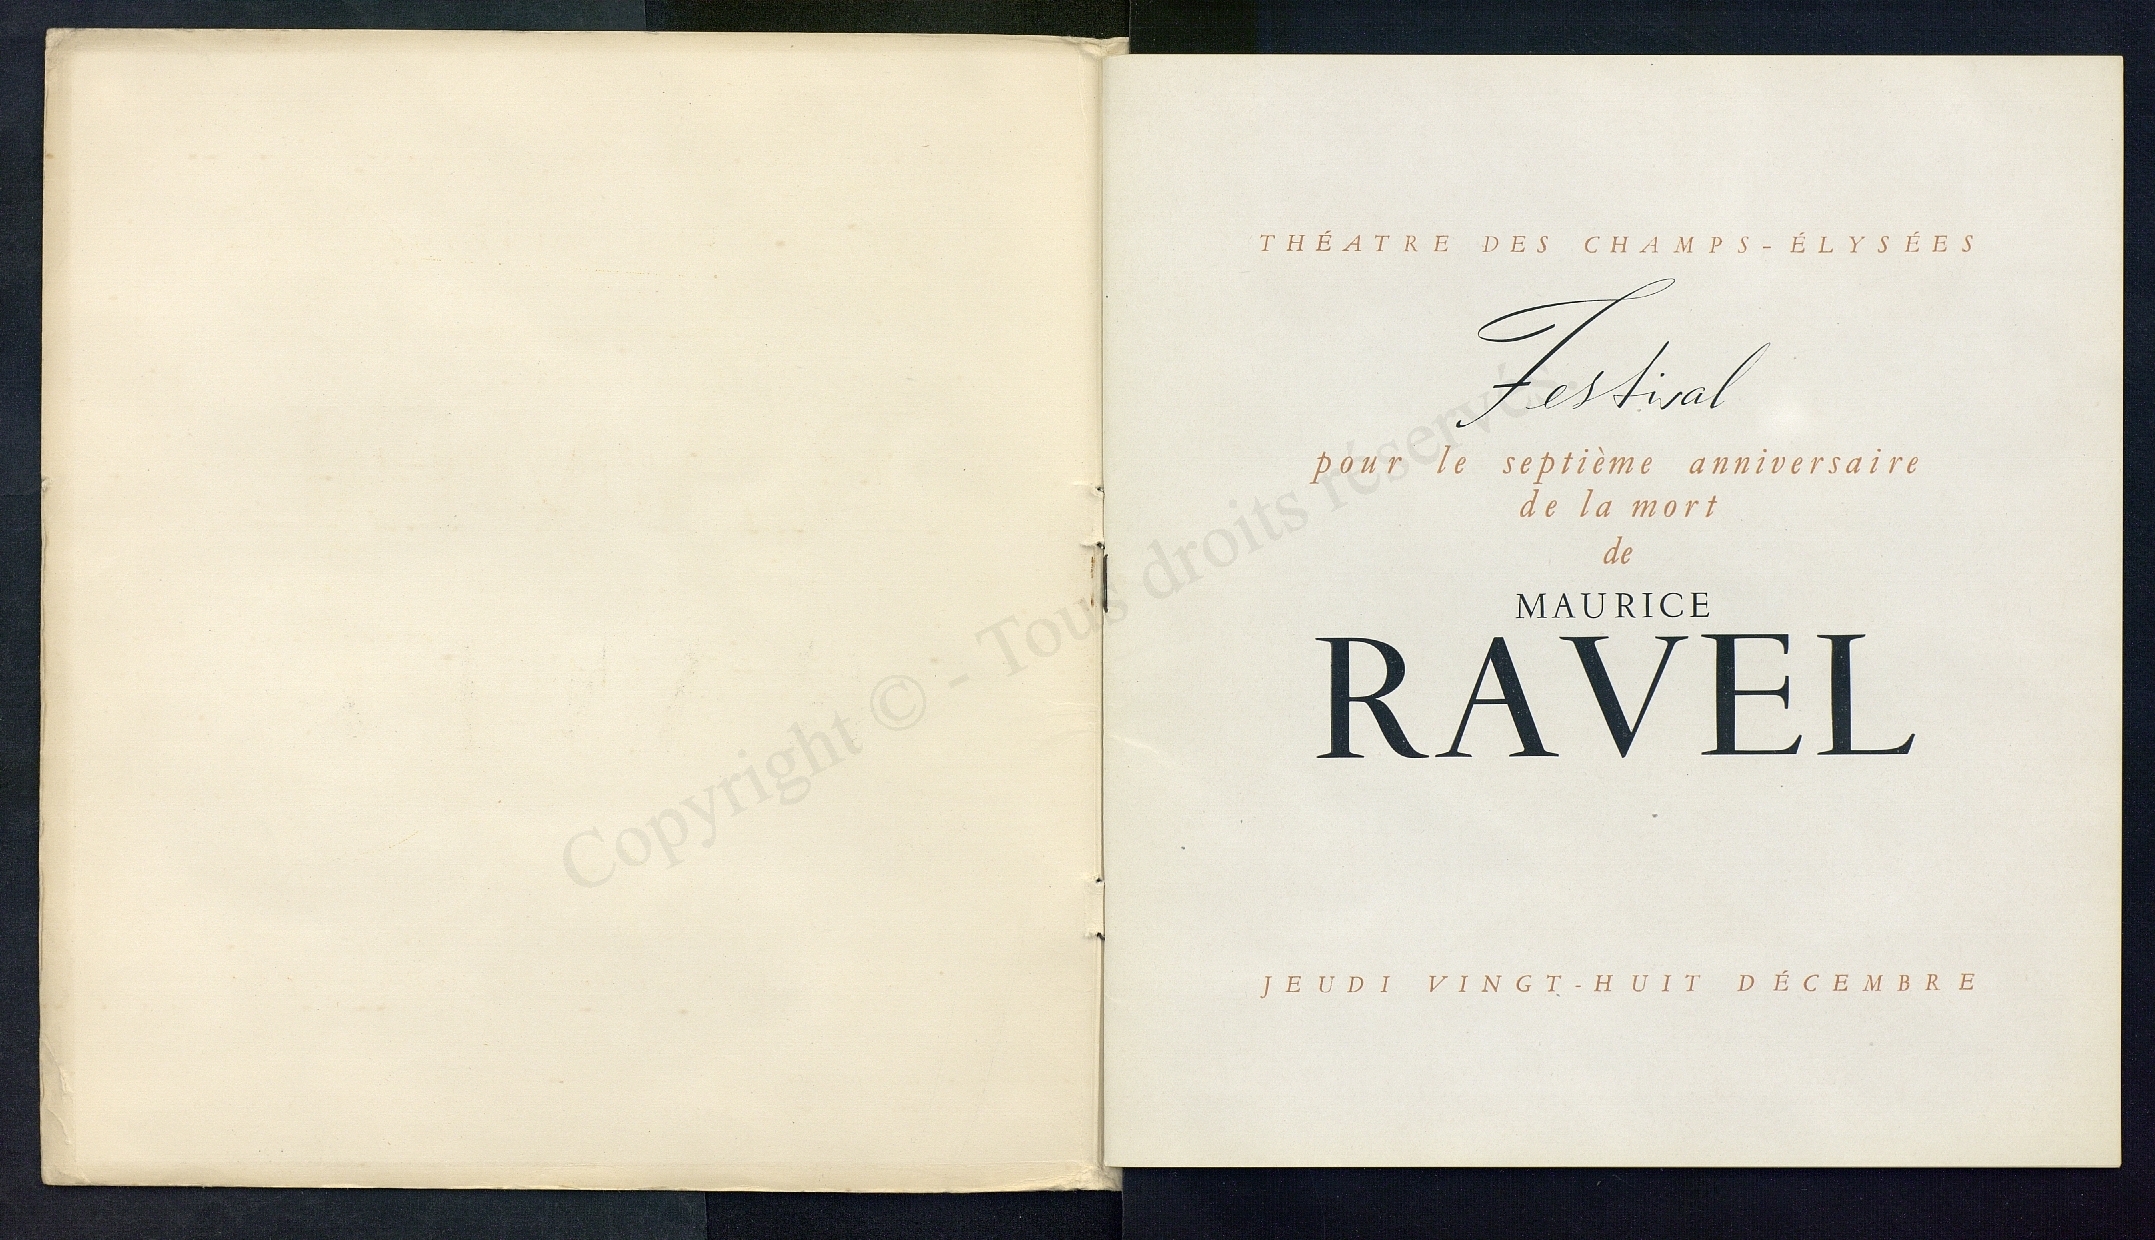 THÉATRE DES CHAMPS-ÉLYSÉES
Festival
pour le septième anniversaire
de la mort
de
MAURICE
RAVEL
JEUDI VINGT-HUIT DÉCEMBRE
Copyright © - Tous droits réservés.